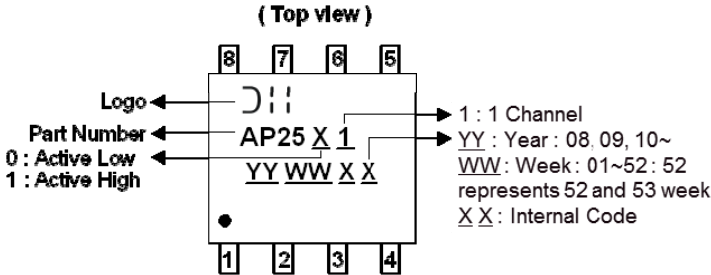 ( Top view )
8 7 6 5
Logo
Part Number
0 : Active Low
1 : Active High
AP25 X 1
YY WW X X
1 : 1 Channel
YY : Year : 08, 09, 10~
WW : Week : 01~52 : 52
represents 52 and 53 week
X X : Internal Code
1 2 3 4